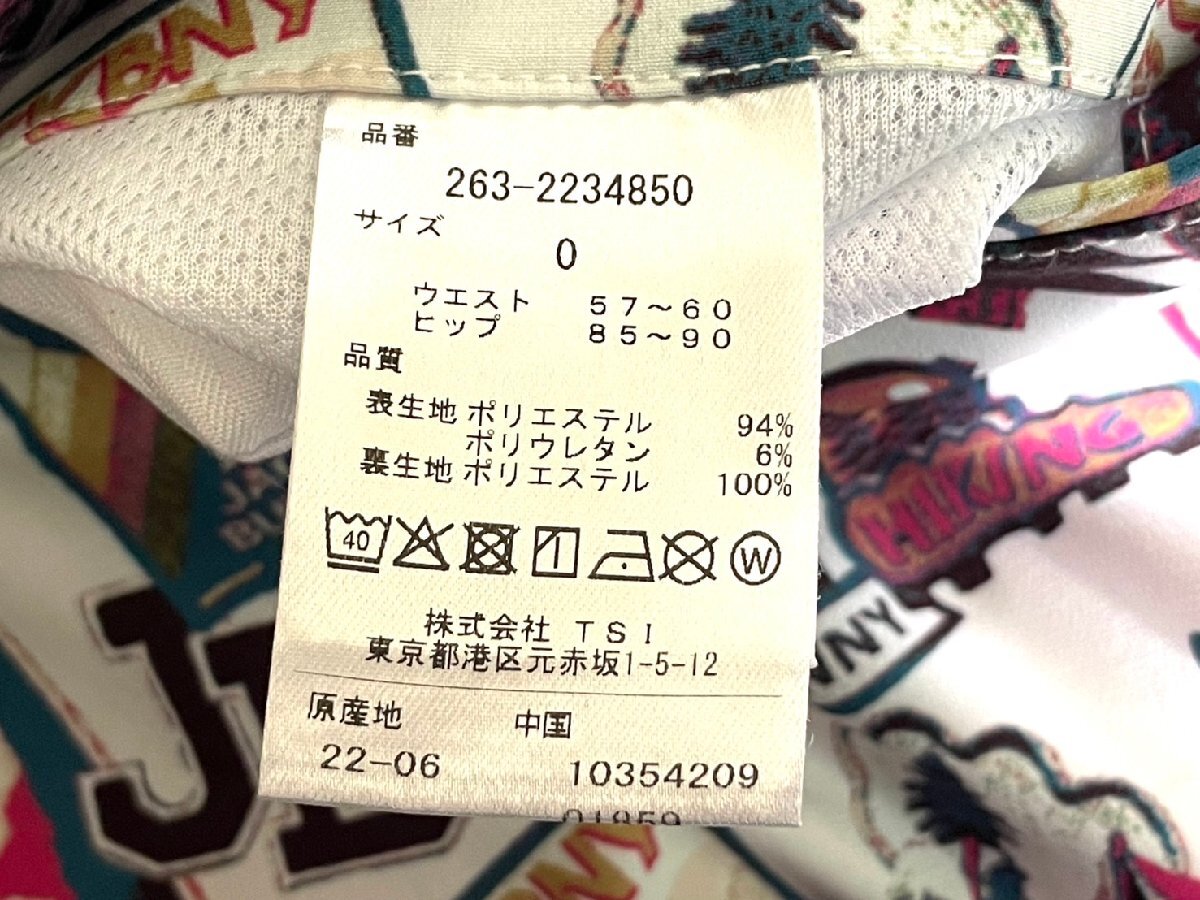 KONY
品番
263-2234850
サイズ
0
ウエスト 57~60
ヒップ 85~90
品質
表生地 ポリエステル 94%
ポリウレタン 6%
裏生地 ポリエステル 100%
40
W
株式会社 TSI
東京都港区元赤坂1-5-12
原産地 中国
22-06 10354209
01859
HIKING